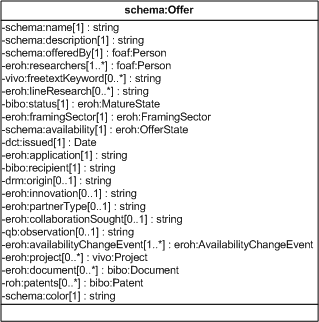 schema:Offer
-schema:name[1] : string
-schema:description[1] : string
-schema:offeredBy[1] : foaf:Person
-eroh:researchers[1..*] : foaf:Person
-vivo:freetextKeyword[0..*] : string
-eroh:lineResearch[0..*] : string
-bibo:status[1] : eroh:MatureState
-eroh:framingSector[1] : eroh:FramingSector
-schema:availability[1] : eroh:OfferState
-dct:issued[1] : Date
-eroh:application[1] : string
-bibo:recipient[1] : string
-drm:origin[0..1] : string
-eroh:innovation[0..1] : string
-eroh:partnerType[0..1] : string
-eroh:collaborationSought[0..1] : string
-qb:observation[0..1] : string
-eroh:availabilityChangeEvent[1..*] : eroh:AvailabilityChangeEvent
-eroh:project[0..*] : vivo:Project
-eroh:document[0..*] : bibo:Document
-roh:patents[0..*] : bibo:Patent
-schema:color[1] : string